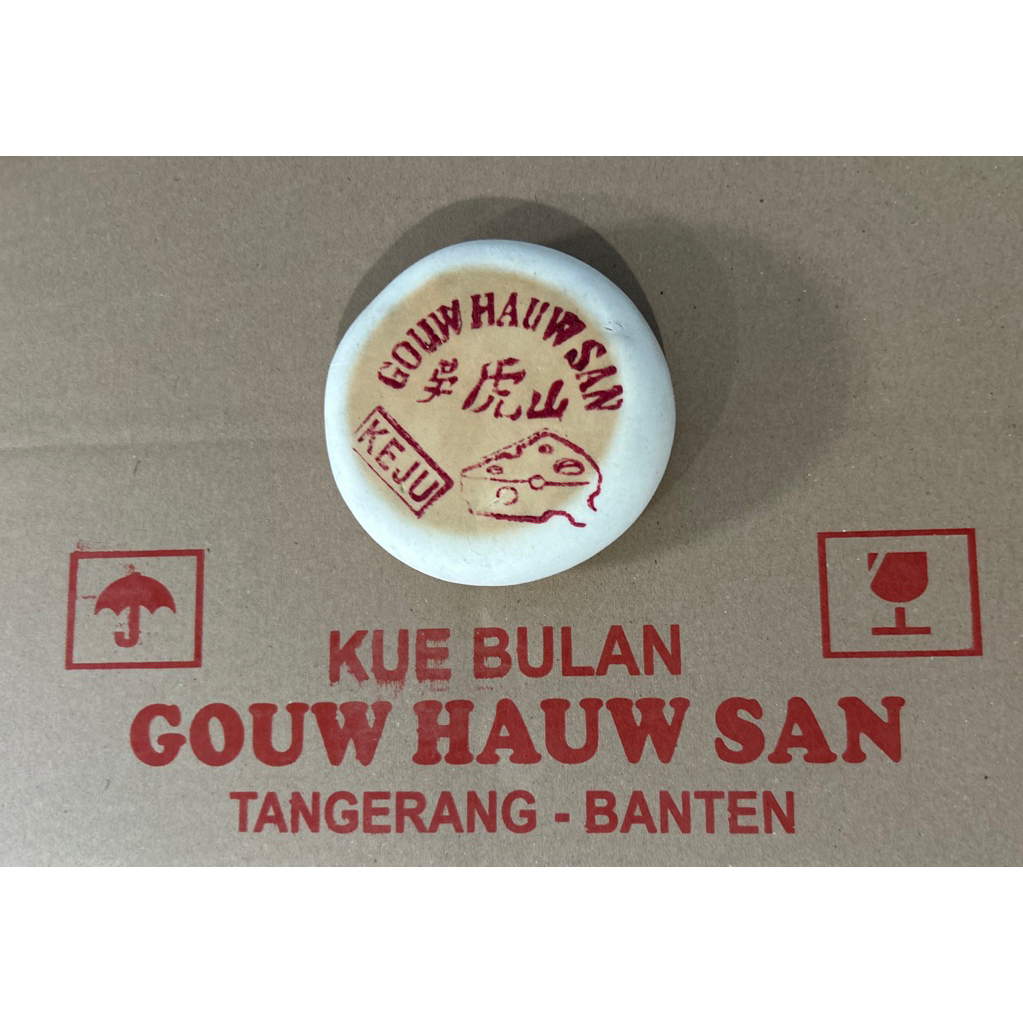 GOUW HAUW SAN
吳虎山
KEJU
KUE BULAN
GOUW HAUW SAN
TANGERANG - BANTEN